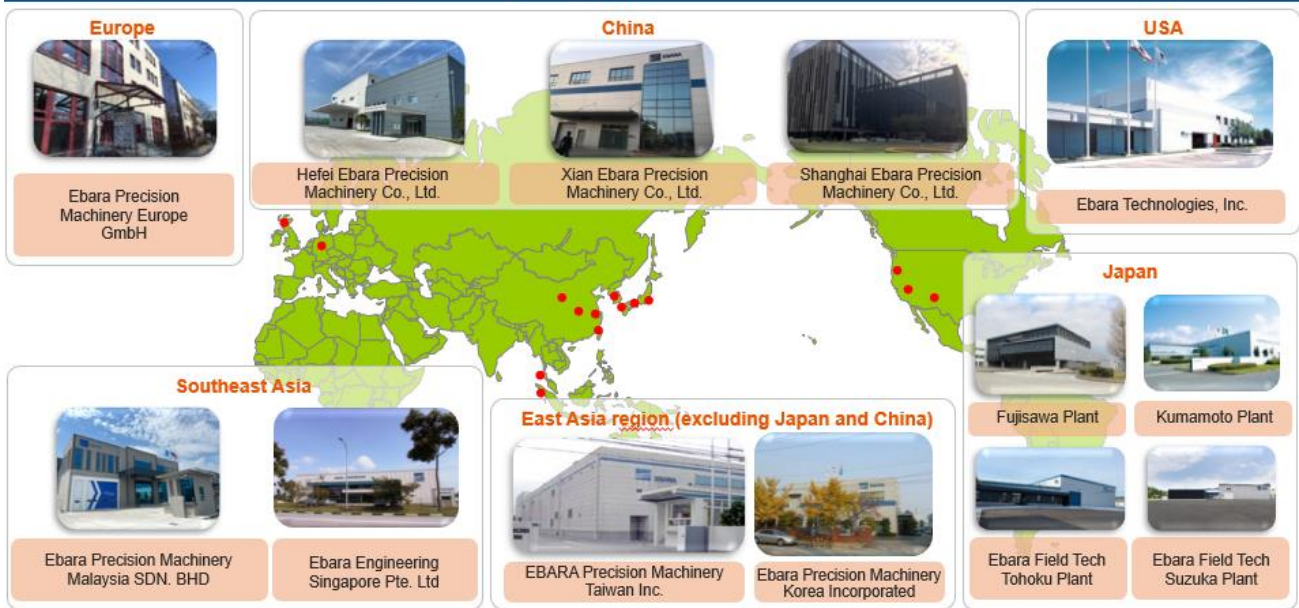 Europe
Ebara Precision
Machinery Europe
GmbH
China
Hefei Ebara Precision
Machinery Co., Ltd.
Xian Ebara Precision
Machinery Co., Ltd.
Shanghai Ebara Precision
Machinery Co., Ltd.
USA
Ebara Technologies, Inc.
Japan
Fujisawa Plant
Kumamoto Plant
Ebara Field Tech
Tohoku Plant
Ebara Field Tech
Suzuka Plant
Southeast Asia
Ebara Precision Machinery
Malaysia SDN. BHD
Ebara Engineering
Singapore Pte. Ltd
East Asia region (excluding Japan and China)
EBARA Precision Machinery
Taiwan Inc.
Ebara Precision Machinery
Korea Incorporated